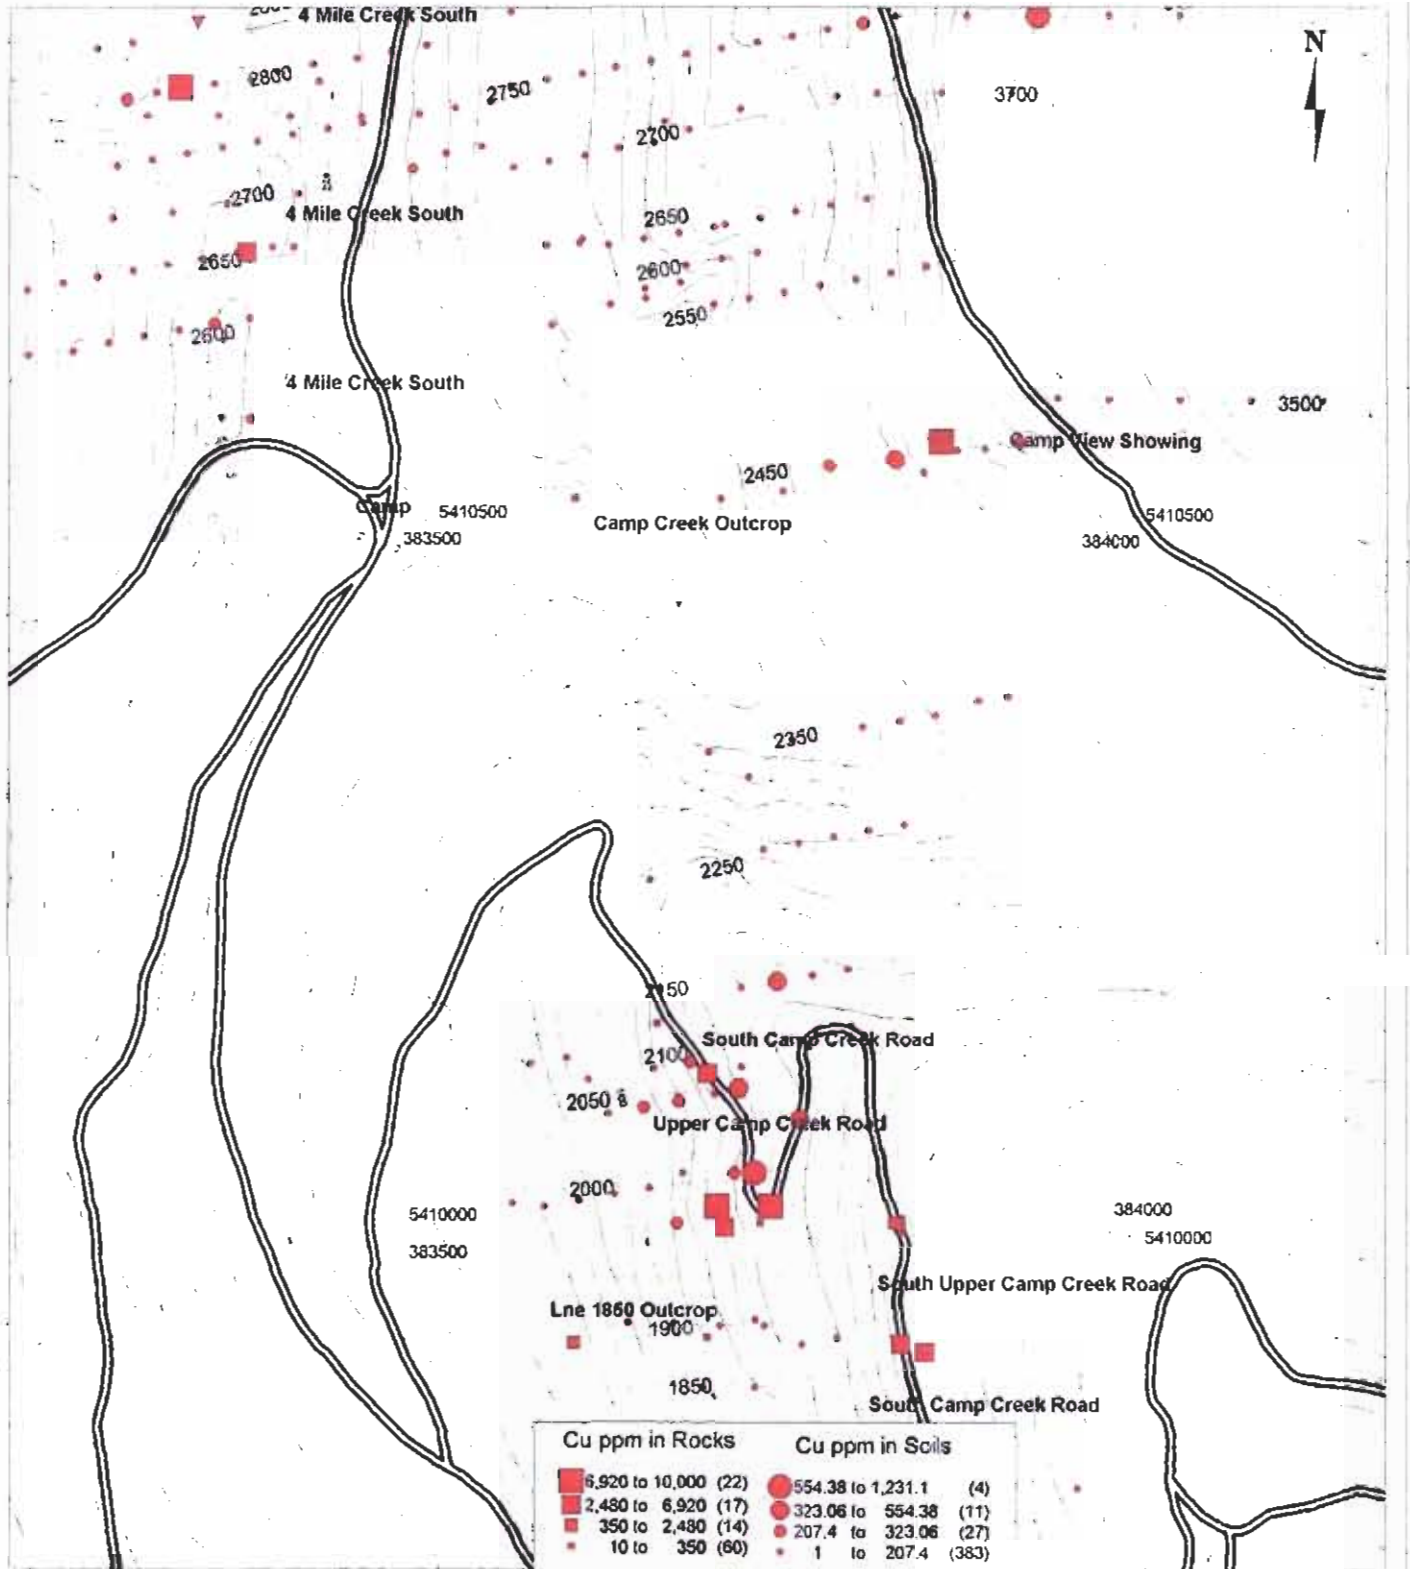 4 Mile Creek South
N
2800
2750
3700
2700
2700
4 Mile Creek South
2650
2650
2600
2550
2600
4 Mile Creek South
3500
Camp View Showing
2450
Camp
5410500
Camp Creek Outcrop
5410500
383500
384000
2350
2250
2150
South Camp Creek Road
2100
2050
Upper Camp Creek Road
2000
5410000
384000
5410000
383500
South Upper Camp Creek Road
Lne 1860 Outcrop
1900
1850
South Camp Creek Road
Cu ppm in Rocks
6,920 to 10,000 (22)
2,480 to 6,920 (17)
350 to 2,480 (14)
10 to 350 (60)
Cu ppm in Soils
554.38 to 1,231.1 (4)
323.06 to 554.38 (11)
207.4 to 323.06 (27)
1 to 207.4 (383)